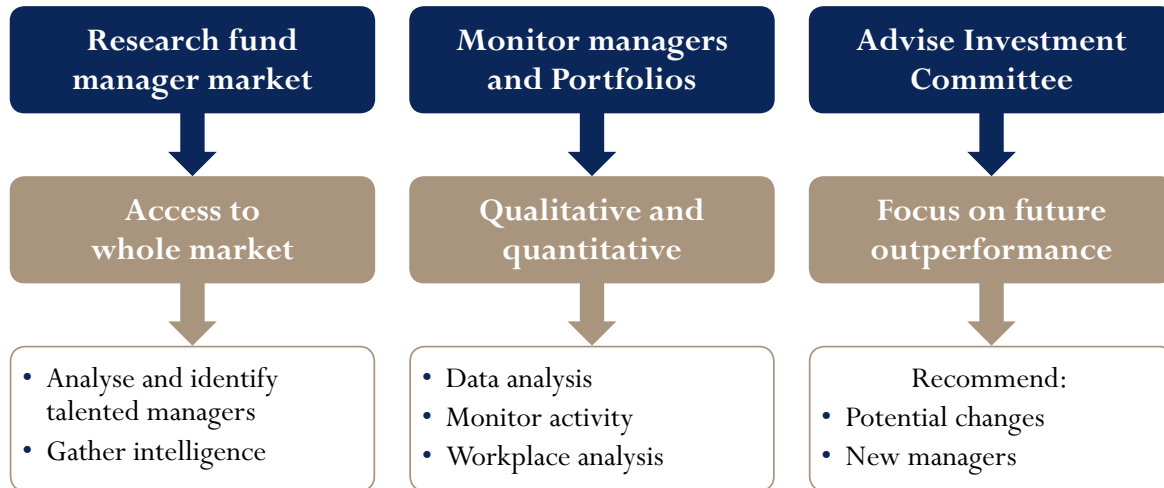 Research fund
manager market
Monitor managers
and Portfolios
Advise Investment
Committee
Access to
whole market
Qualitative and
quantitative
Focus on future
outperformance
• Analyse and identify
talented managers
• Gather intelligence
• Data analysis
• Monitor activity
• Workplace analysis
Recommend:
• Potential changes
• New managers